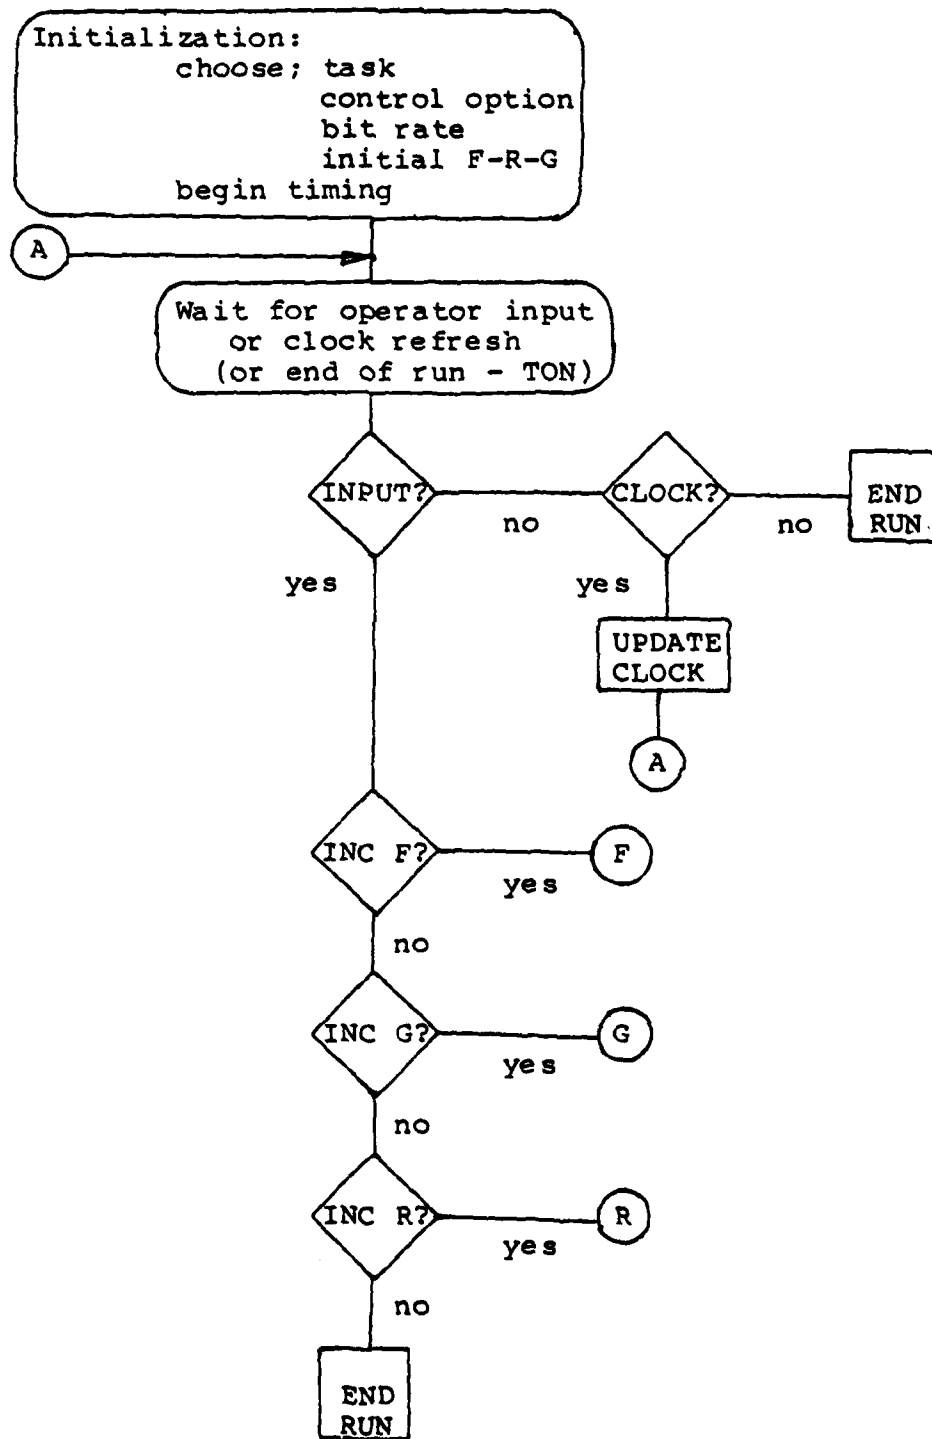 Initialization:
choose; task
control option
bit rate
initial F-R-G
begin timing
A
Wait for operator input
or clock refresh
(or end of run - TON)
INPUT?
no
CLOCK?
no
END
RUN
yes
yes
UPDATE
CLOCK
A
INC F?
yes
F
no
INC G?
yes
G
no
INC R?
yes
R
no
END
RUN